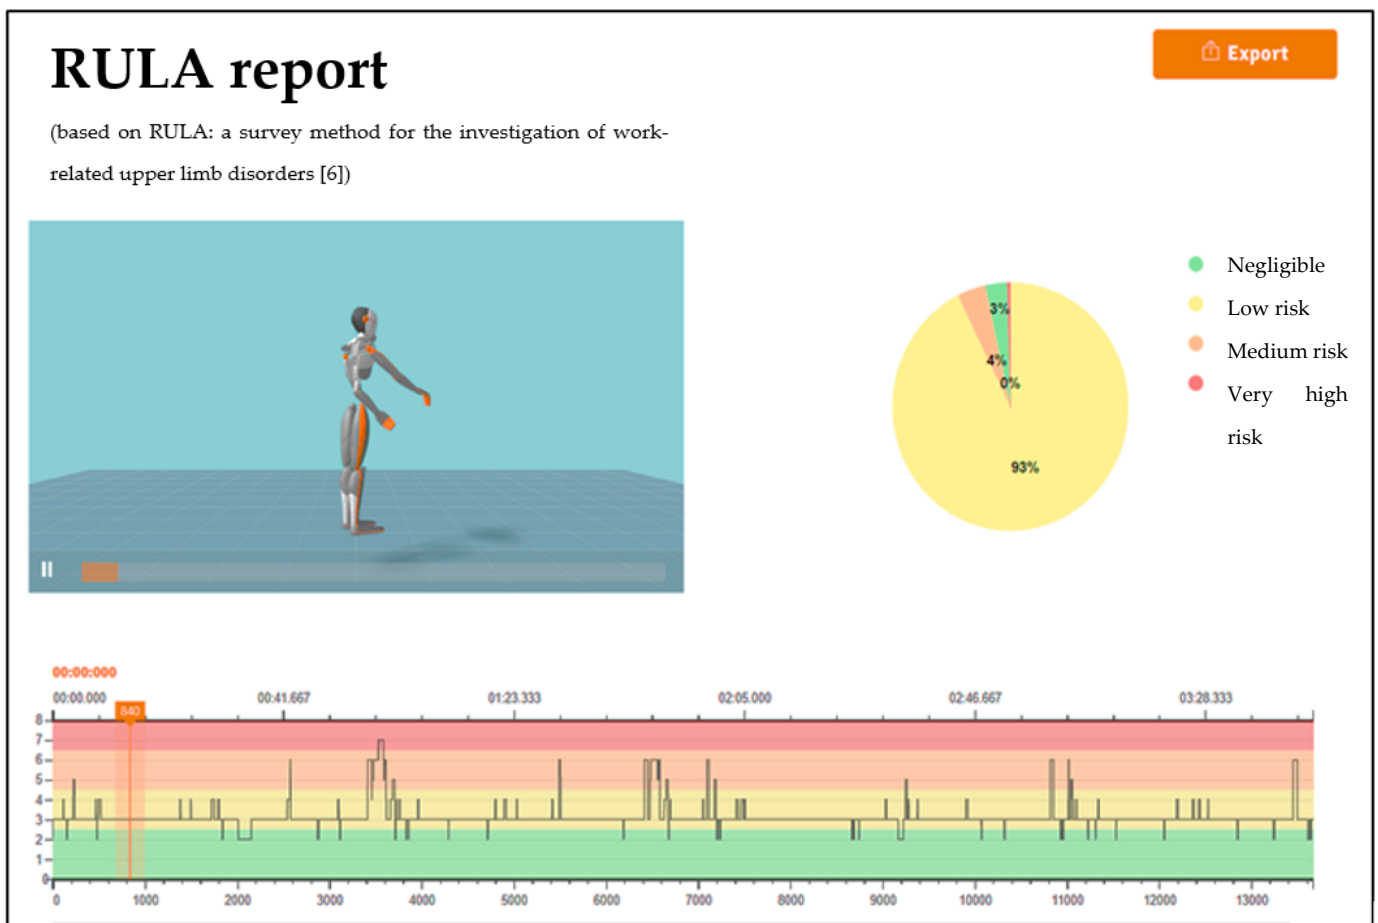 RULA report
Export
(based on RULA: a survey method for the investigation of work-
related upper limb disorders [6])
Negligible
Low risk
Medium risk
Very high
risk
3%
4%
0%
93%
00:00:000
00:00.000 00:41.667 01:23.333 02:05.000 02:46.667 03:28.333
840
8
7
6
5
4
3
2
1
0
0 1000 2000 3000 4000 5000 6000 7000 8000 9000 10000 11000 12000 13000